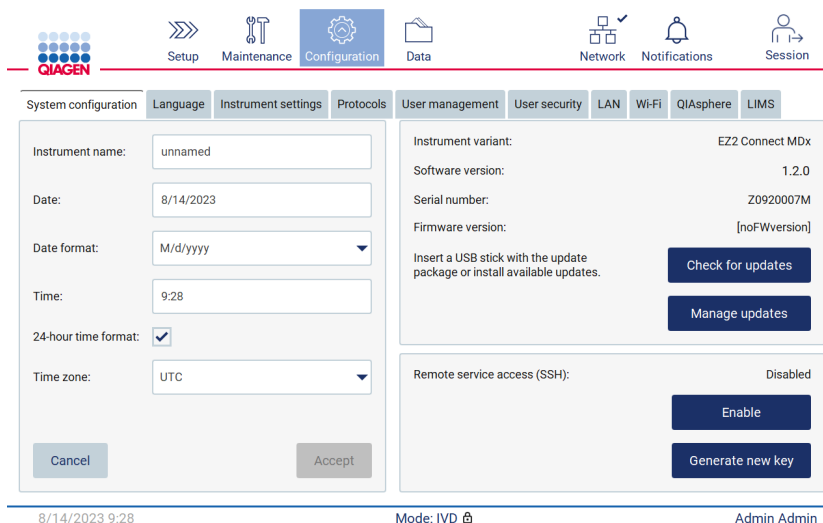 QIAGEN
Setup
Maintenance
Configuration
Data
Network
Notifications
Session
System configuration
Language
Instrument settings
Protocols
User management
User security
LAN
Wi-Fi
QIAsphere
LIMS
Instrument name:
unnamed
Date:
8/14/2023
Date format:
M/d/yyyy
Time:
9:28
24-hour time format:
Time zone:
UTC
Cancel
Accept
Instrument variant:
EZ2 Connect MDx
Software version:
1.2.0
Serial number:
Z0920007M
Firmware version:
[noFWversion]
Insert a USB stick with the update
package or install available updates.
Check for updates
Manage updates
Remote service access (SSH):
Disabled
Enable
Generate new key
8/14/2023 9:28
Mode: IVD
Admin Admin